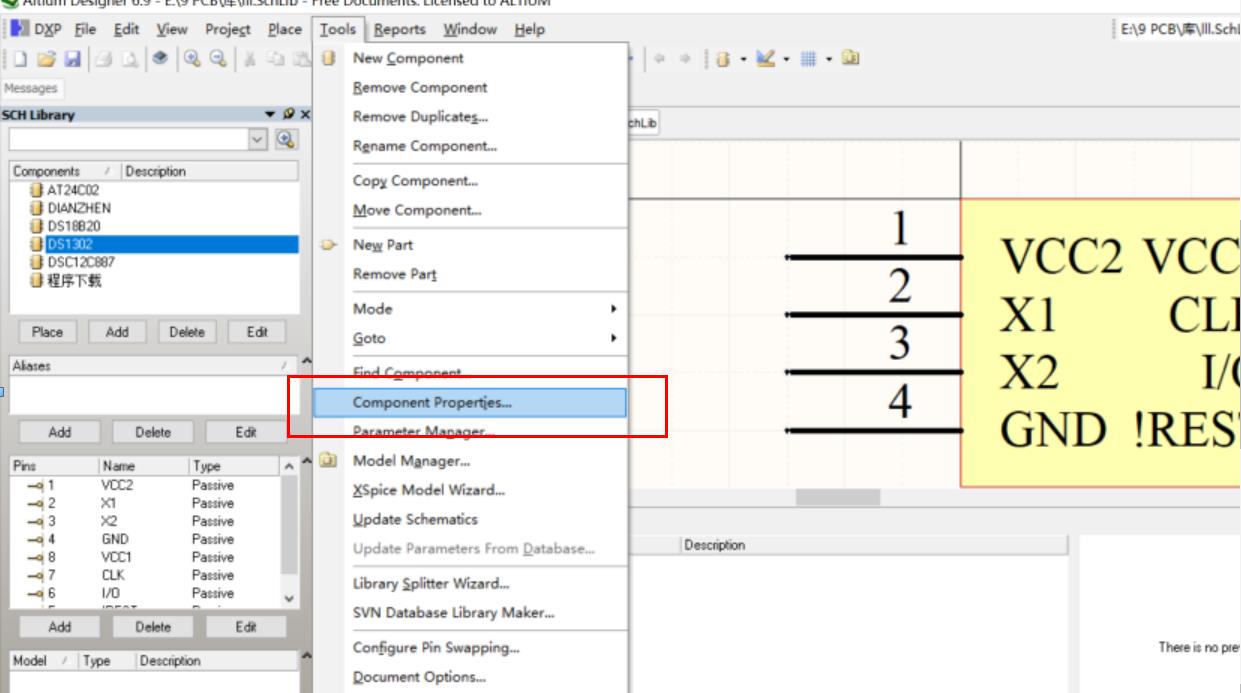 Altium Designer 6.9 - E:\9 PCB\库\lll.SchLib - Free Documents. Licensed to ALTIUM
DXP File Edit View Project Place Tools Reports Window Help
E:\9 PCB\库\lll.SchL
Messages
SCH Library
chLib
Components / Description
AT24C02
DIANZHEN
DS18B20
DS1302
DSC12C887
程序下载
Place Add Delete Edit
Aliases /
Add Delete Edit
Pins Name Type
1 VCC2 Passive
2 X1 Passive
3 X2 Passive
4 GND Passive
8 VCC1 Passive
7 CLK Passive
6 I/O Passive
Add Delete Edit
Model / Type Description
New Component
Remove Component
Remove Duplicates...
Rename Component...
Copy Component...
Move Component...
New Part
Remove Part
Mode
Goto
Find Component...
Component Properties...
Parameter Manager...
Model Manager...
XSpice Model Wizard...
Update Schematics
Update Parameters From Database...
Library Splitter Wizard...
SVN Database Library Maker...
Configure Pin Swapping...
Document Options...
1
VCC2 VCC
2
X1 CL
3
X2 I/
4
GND !RES
Description
There is no pre